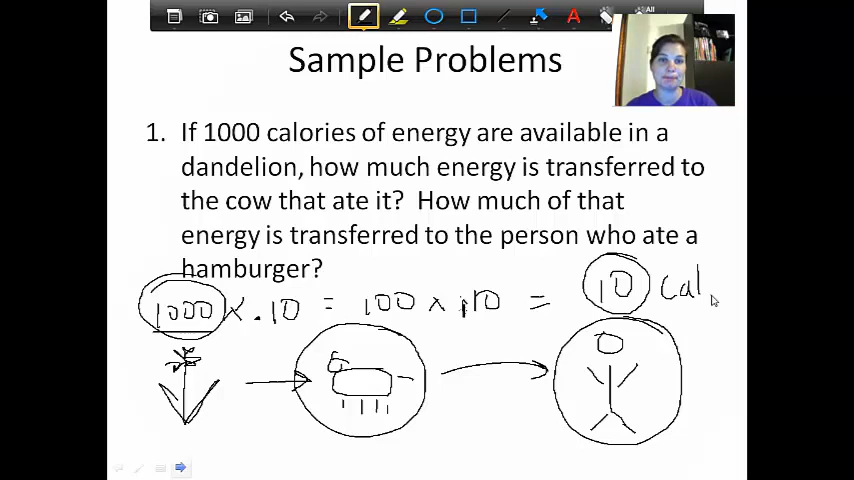 Sample Problems
1. If 1000 calories of energy are available in a
dandelion, how much energy is transferred to
the cow that ate it? How much of that
energy is transferred to the person who ate a
hamburger?
1000 x .10 = 100 x .10 = 10 Cal